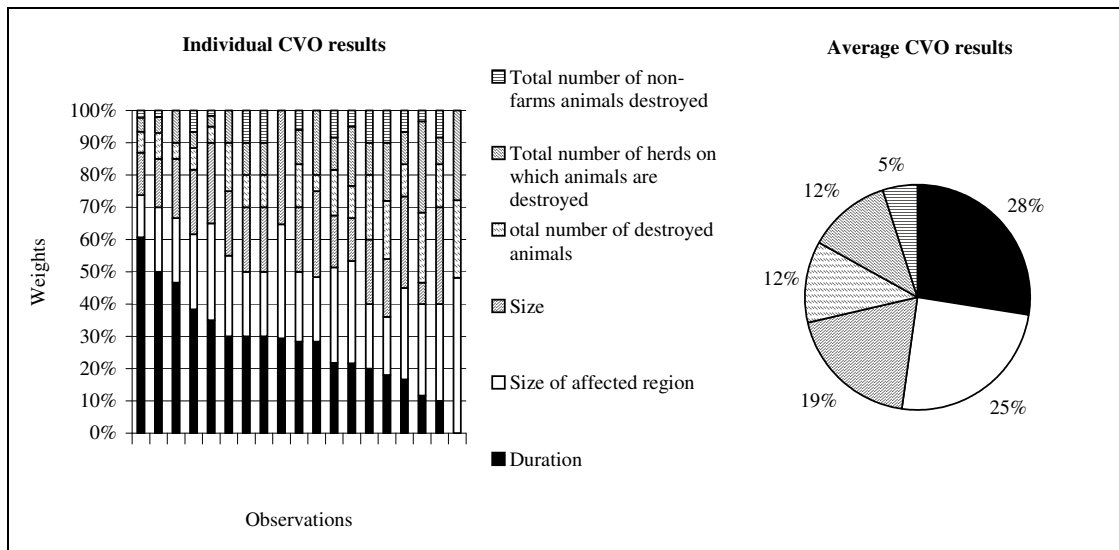 Individual CVO results
Average CVO results
Weights
100%
90%
80%
70%
60%
50%
40%
30%
20%
10%
0%
Observations
Total number of non-
farms animals destroyed
Total number of herds on
which animals are
destroyed
otal number of destroyed
animals
Size
Size of affected region
Duration
5%
12%
28%
12%
19%
25%